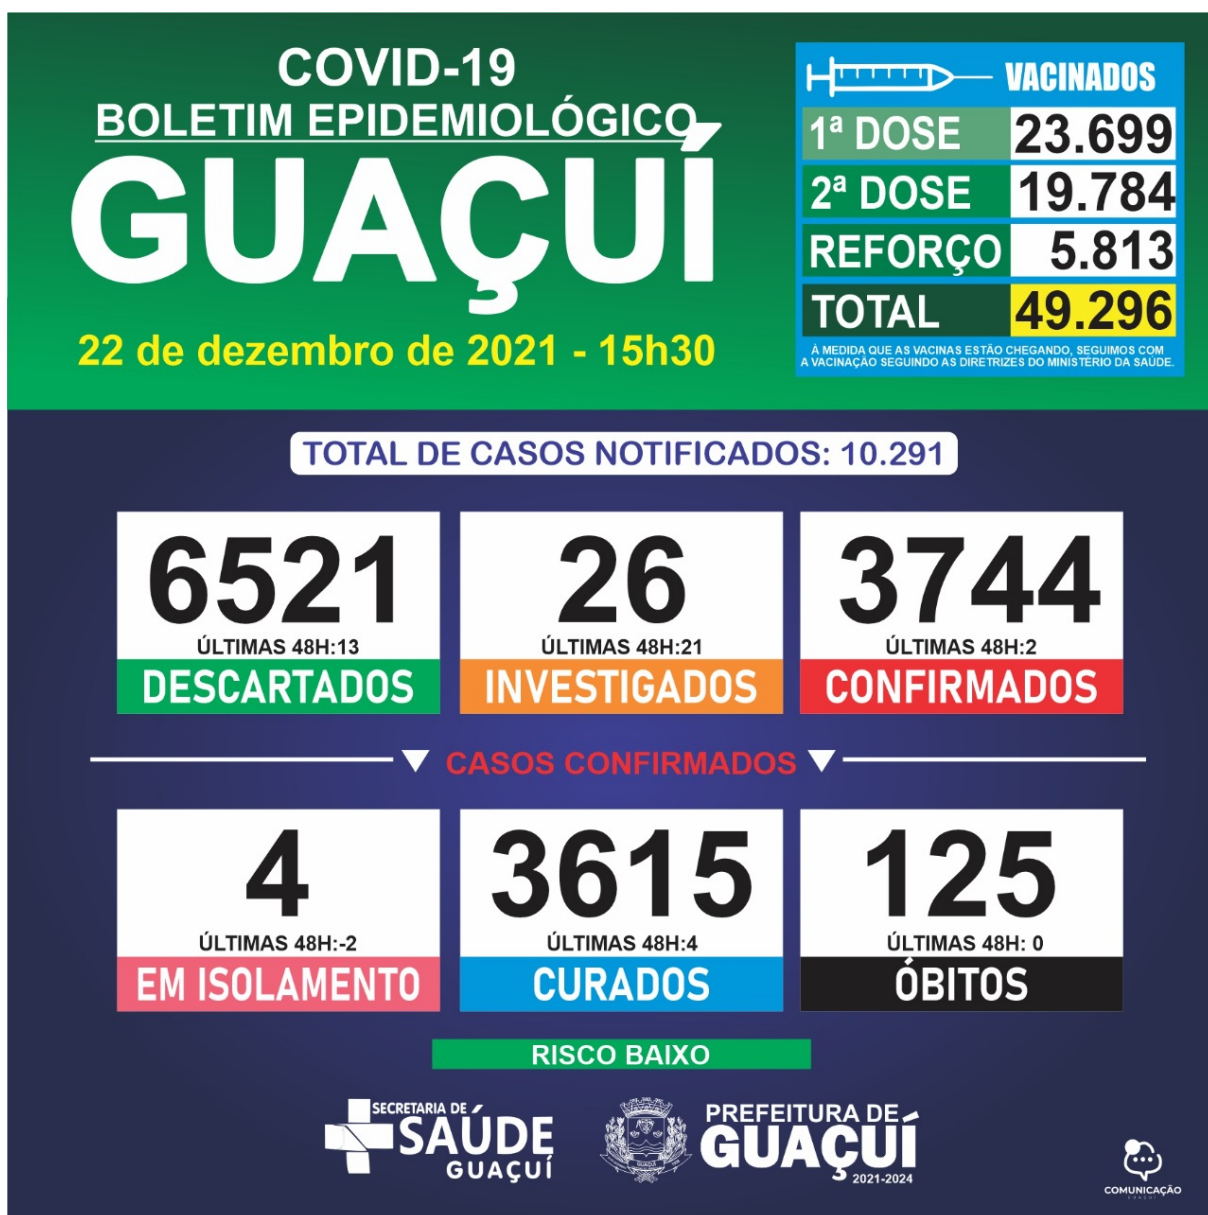 COVID-19
BOLETIM EPIDEMIOLÓGICO
GUAÇUÍ
22 de dezembro de 2021 - 15h30
VACINADOS
1ª DOSE 23.699
2ª DOSE 19.784
REFORÇO 5.813
TOTAL 49.296
À MEDIDA QUE AS VACINAS ESTÃO CHEGANDO, SEGUIMOS COM
A VACINAÇÃO SEGUINDO AS DIRETRIZES DO MINISTÉRIO DA SAÚDE.
TOTAL DE CASOS NOTIFICADOS: 10.291
6521
ÚLTIMAS 48H:13
DESCARTADOS
26
ÚLTIMAS 48H:21
INVESTIGADOS
3744
ÚLTIMAS 48H:2
CONFIRMADOS
CASOS CONFIRMADOS
4
ÚLTIMAS 48H:-2
EM ISOLAMENTO
3615
ÚLTIMAS 48H:4
CURADOS
125
ÚLTIMAS 48H: 0
ÓBITOS
RISCO BAIXO
SECRETARIA DE
SAÚDE
GUAÇUÍ
PREFEITURA DE
GUAÇUÍ
2021-2024
COMUNICAÇÃO